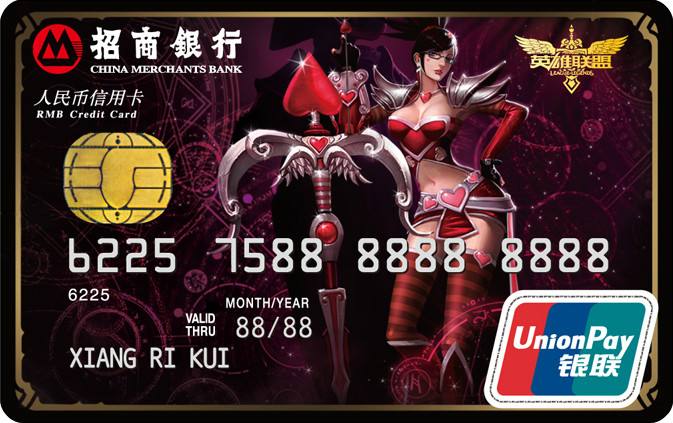 招商銀行
CHINA MERCHANTS BANK
英雄联盟
LEAGUE of LEGENDS
人民币信用卡
RMB Credit Card
6225 7588 8888 8888
6225
MONTH/YEAR
VALID THRU 88/88
XIANG RI KUI
UnionPay
银联